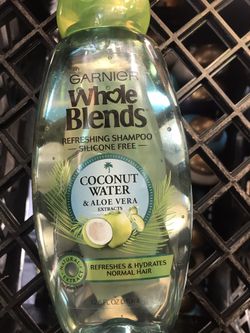 GARNIER
Whole
Blends
REFRESHING SHAMPOO
SILICONE FREE
COCONUT
WATER
& ALOE VERA
EXTRACTS
REFRESHES & HYDRATES
NORMAL HAIR